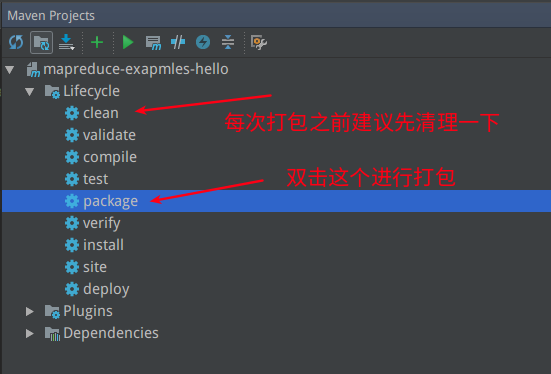 Maven Projects
mapreduce-exapmles-hello
Lifecycle
clean
每次打包之前建议先清理一下
validate
compile
test
双击这个进行打包
package
verify
install
site
deploy
Plugins
Dependencies